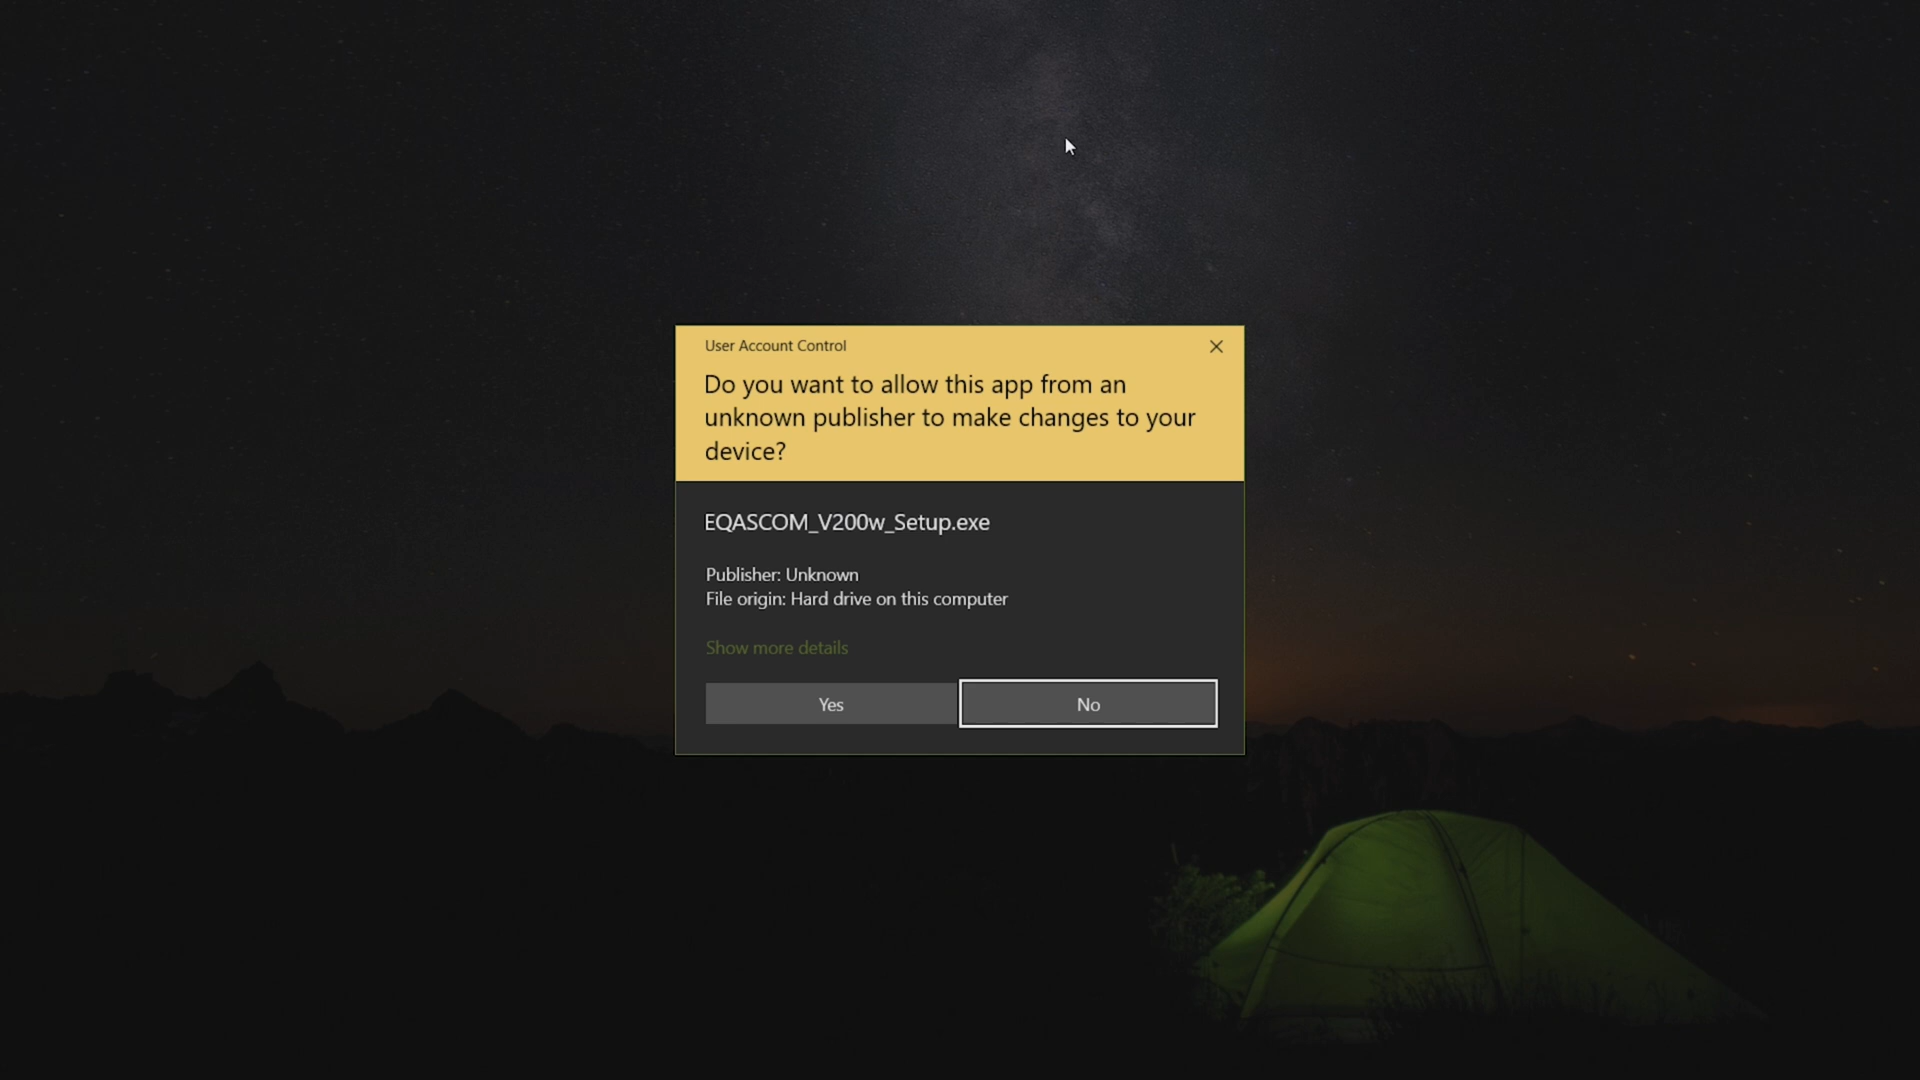 User Account Control
Do you want to allow this app from an
unknown publisher to make changes to your
device?
EQASCOM_V200w_Setup.exe
Publisher: Unknown
File origin: Hard drive on this computer
Show more details
Yes
No